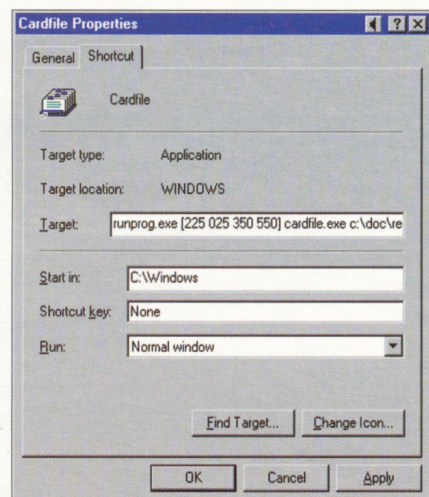 Cardfile Properties
General Shortcut
Cardfile
Target type: Application
Target location: WINDOWS
Target: runprog.exe [225 025 350 550] cardfile.exe c:\doc\re
Start in: C:\Windows
Shortcut key: None
Run: Normal window
Find Target... Change Icon...
OK Cancel Apply